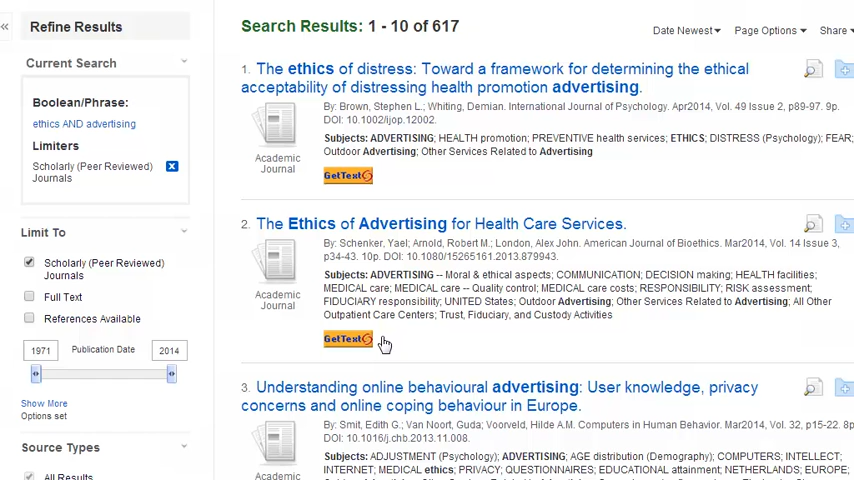 «
Refine Results
Current Search
Boolean/Phrase:
ethics AND advertising
Limiters
Scholarly (Peer Reviewed)
Journals
Limit To
Scholarly (Peer Reviewed)
Journals
Full Text
References Available
1971 Publication Date 2014
Show More
Options set
Source Types
All Results
Search Results: 1 - 10 of 617
Date Newest Page Options Share
1. The ethics of distress: Toward a framework for determining the ethical
acceptability of distressing health promotion advertising.
By: Brown, Stephen L.; Whiting, Demian. International Journal of Psychology. Apr2014, Vol. 49 Issue 2, p89-97. 9p.
DOI: 10.1002/ijop.12002.
Subjects: ADVERTISING; HEALTH promotion; PREVENTIVE health services; ETHICS; DISTRESS (Psychology); FEAR;
Outdoor Advertising; Other Services Related to Advertising
Academic
Journal
GetText
2. The Ethics of Advertising for Health Care Services.
By: Schenker, Yael; Arnold, Robert M.; London, Alex John. American Journal of Bioethics. Mar2014, Vol. 14 Issue 3,
p34-43. 10p. DOI: 10.1080/15265161.2013.879943.
Subjects: ADVERTISING -- Moral & ethical aspects; COMMUNICATION; DECISION making; HEALTH facilities;
MEDICAL care; MEDICAL care -- Quality control; MEDICAL care costs; RESPONSIBILITY; RISK assessment;
FIDUCIARY responsibility; UNITED States; Outdoor Advertising; Other Services Related to Advertising; All Other
Outpatient Care Centers; Trust, Fiduciary, and Custody Activities
Academic
Journal
GetText
3. Understanding online behavioural advertising: User knowledge, privacy
concerns and online coping behaviour in Europe.
By: Smit, Edith G.; Van Noort, Guda; Voorveld, Hilde A.M. Computers in Human Behavior. Mar2014, Vol. 32, p15-22. 8p.
DOI: 10.1016/j.chb.2013.11.008.
Subjects: ADJUSTMENT (Psychology); ADVERTISING; AGE distribution (Demography); COMPUTERS; INTELLECT;
INTERNET; MEDICAL ethics; PRIVACY; QUESTIONNAIRES; EDUCATIONAL attainment; NETHERLANDS; EUROPE;
Academic